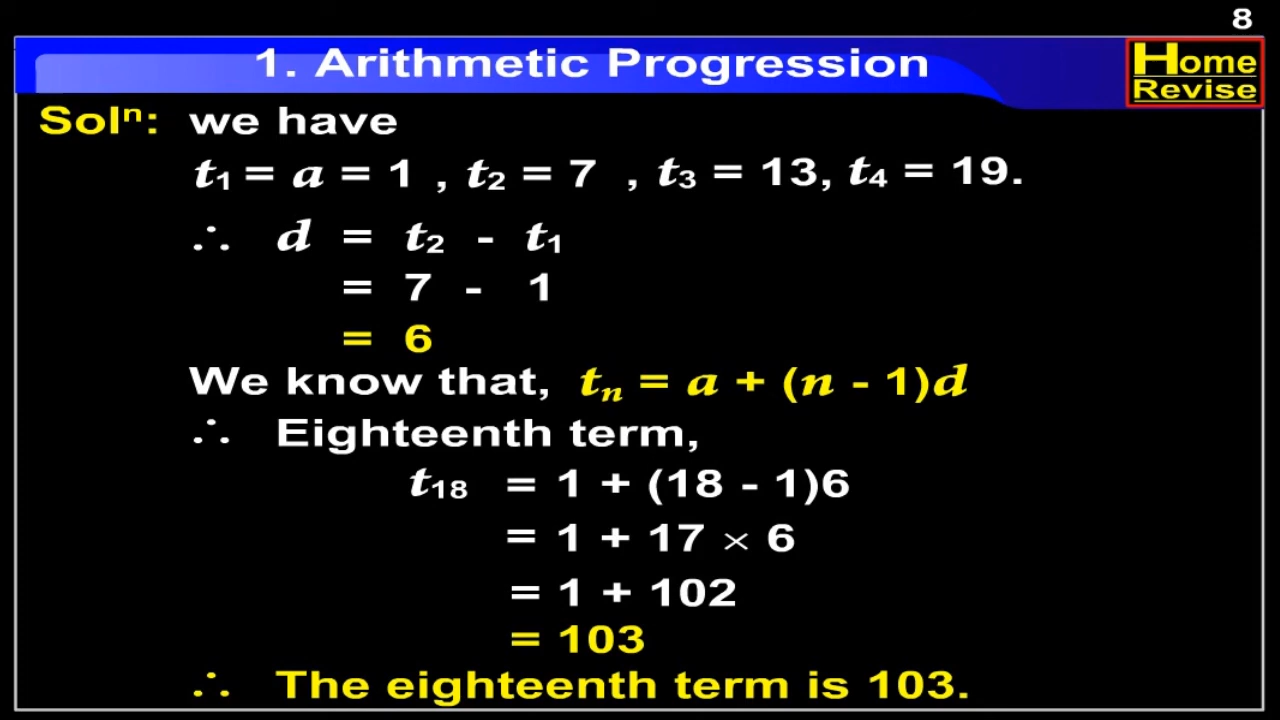 8
1. Arithmetic Progression
Home
Revise
Solⁿ: we have
t₁ = a = 1 , t₂ = 7 , t₃ = 13, t₄ = 19.
∴ d = t₂ - t₁
= 7 - 1
= 6
We know that, tₙ = a + (n - 1)d
∴ Eighteenth term,
t₁₈ = 1 + (18 - 1)6
= 1 + 17 × 6
= 1 + 102
= 103
∴ The eighteenth term is 103.